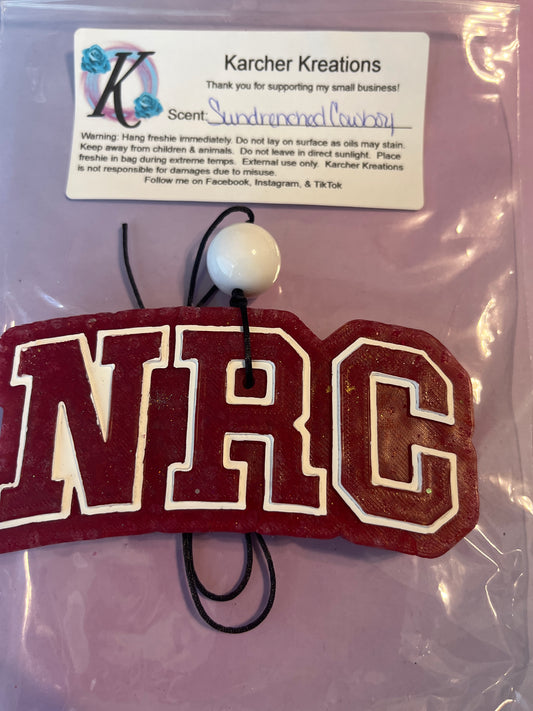 K
Karcher Kreations
Thank you for supporting my small business!
Scent: Sundrenched Cowboy
Warning: Hang freshie immediately. Do not lay on surface as oils may stain.
Keep away from children & animals. Do not leave in direct sunlight. Place
freshie in bag during extreme temps. External use only. Karcher Kreations
is not responsible for damages due to misuse.
Follow me on Facebook, Instagram, & TikTok
NRC